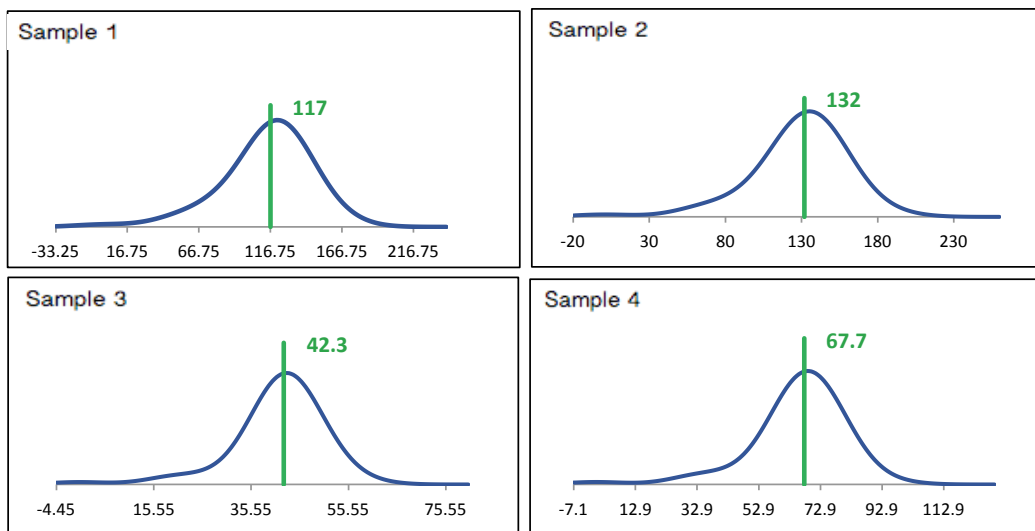 Sample 1
117
-33.25 16.75 66.75 116.75 166.75 216.75
Sample 2
132
-20 30 80 130 180 230
Sample 3
42.3
-4.45 15.55 35.55 55.55 75.55
Sample 4
67.7
-7.1 12.9 32.9 52.9 72.9 92.9 112.9